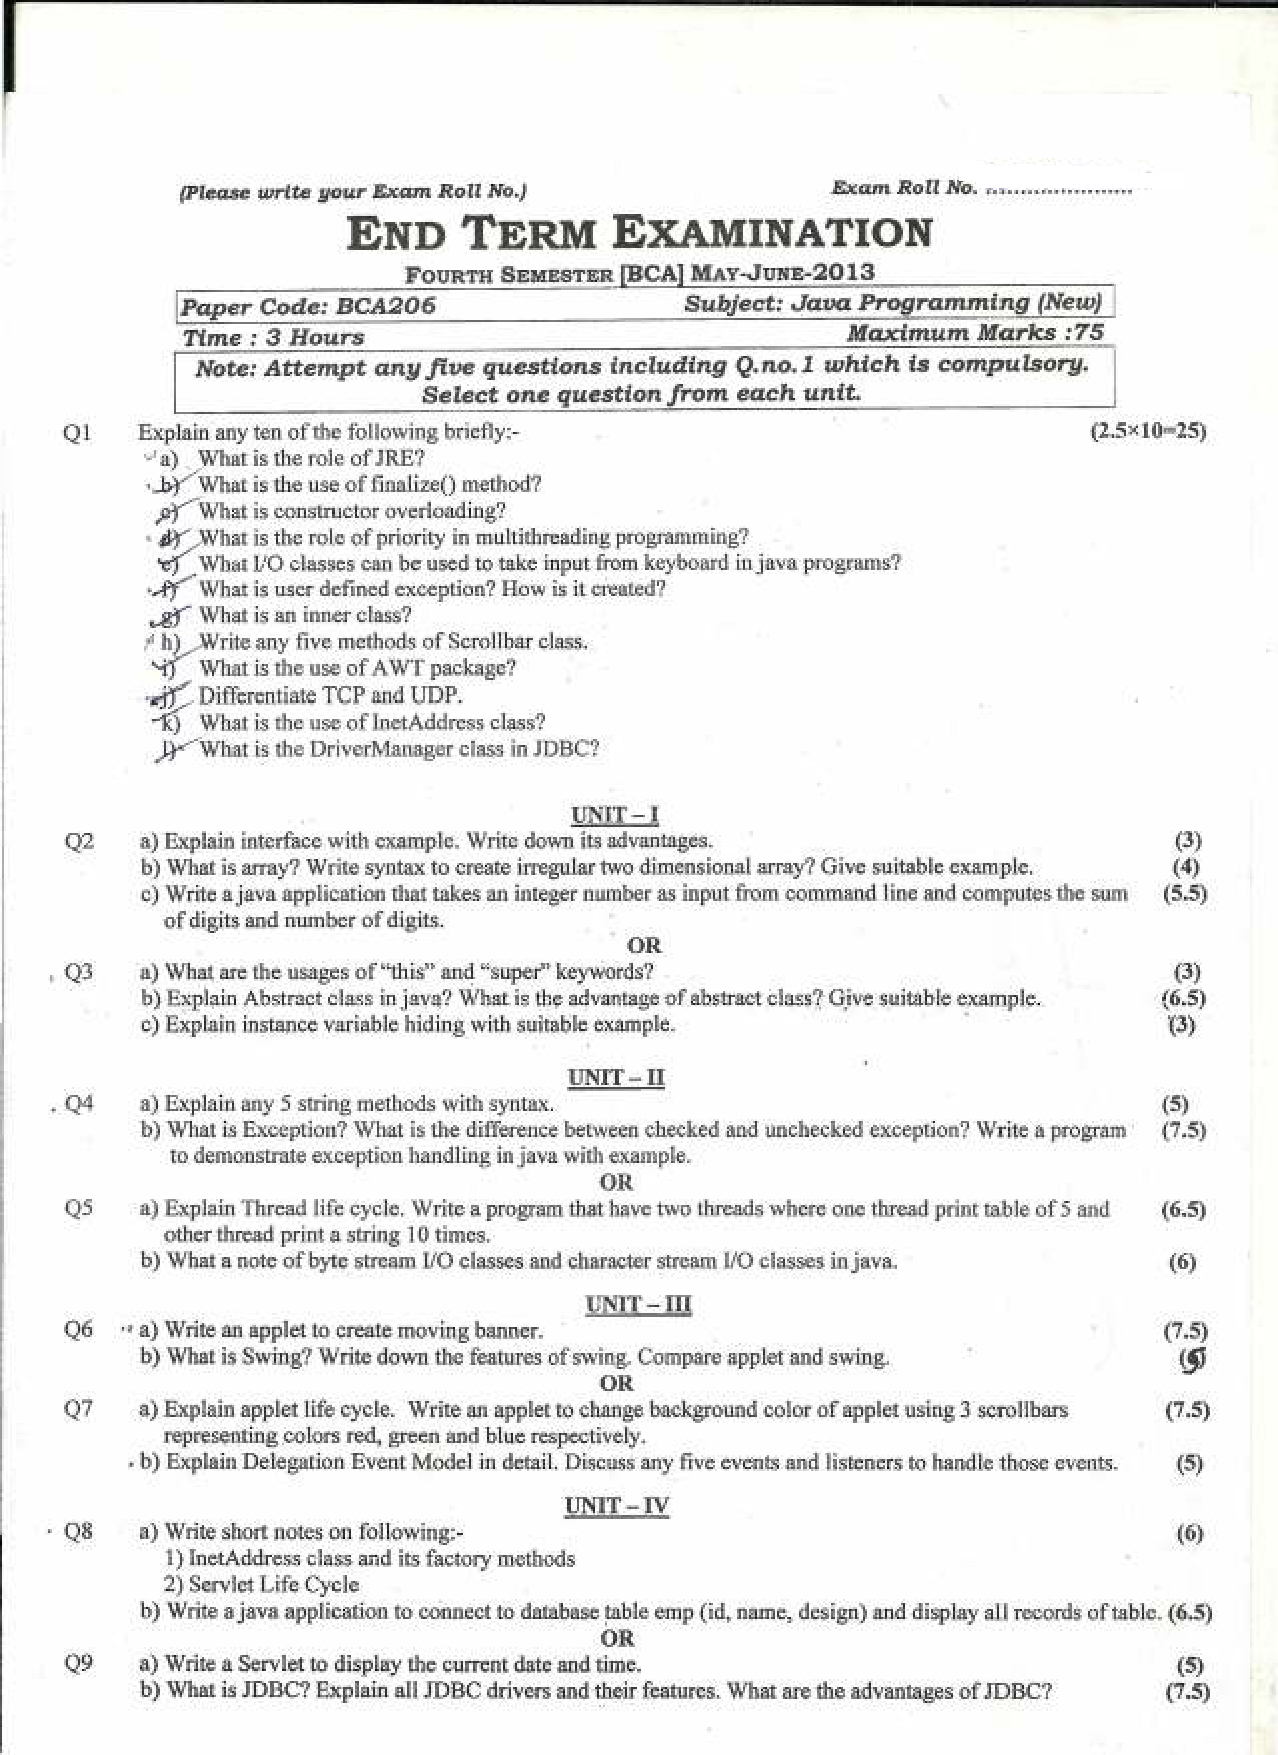 (Please write your Exam Roll No.) Exam Roll No. ......................
END TERM EXAMINATION
FOURTH SEMESTER [BCA] MAY-JUNE-2013
Paper Code: BCA206 Subject: Java Programming (New)
Time : 3 Hours Maximum Marks :75
Note: Attempt any five questions including Q.no.1 which is compulsory.
Select one question from each unit.
Q1 Explain any ten of the following briefly:- (2.5×10=25)
a) What is the role of JRE?
b) What is the use of finalize() method?
c) What is constructor overloading?
d) What is the role of priority in multithreading programming?
e) What I/O classes can be used to take input from keyboard in java programs?
f) What is user defined exception? How is it created?
g) What is an inner class?
h) Write any five methods of Scrollbar class.
i) What is the use of AWT package?
j) Differentiate TCP and UDP.
k) What is the use of InetAddress class?
l) What is the DriverManager class in JDBC?
UNIT – I
Q2 a) Explain interface with example. Write down its advantages. (3)
b) What is array? Write syntax to create irregular two dimensional array? Give suitable example. (4)
c) Write a java application that takes an integer number as input from command line and computes the sum (5.5)
of digits and number of digits.
OR
Q3 a) What are the usages of “this” and “super” keywords? (3)
b) Explain Abstract class in java? What is the advantage of abstract class? Give suitable example. (6.5)
c) Explain instance variable hiding with suitable example. (3)
UNIT – II
Q4 a) Explain any 5 string methods with syntax. (5)
b) What is Exception? What is the difference between checked and unchecked exception? Write a program (7.5)
to demonstrate exception handling in java with example.
OR
Q5 a) Explain Thread life cycle. Write a program that have two threads where one thread print table of 5 and (6.5)
other thread print a string 10 times.
b) What a note of byte stream I/O classes and character stream I/O classes in java. (6)
UNIT – III
Q6 a) Write an applet to create moving banner. (7.5)
b) What is Swing? Write down the features of swing. Compare applet and swing.
OR
Q7 a) Explain applet life cycle. Write an applet to change background color of applet using 3 scrollbars (7.5)
representing colors red, green and blue respectively.
b) Explain Delegation Event Model in detail. Discuss any five events and listeners to handle those events. (5)
UNIT – IV
Q8 a) Write short notes on following:- (6)
1) InetAddress class and its factory methods
2) Servlet Life Cycle
b) Write a java application to connect to database table emp (id, name, design) and display all records of table. (6.5)
OR
Q9 a) Write a Servlet to display the current date and time. (5)
b) What is JDBC? Explain all JDBC drivers and their features. What are the advantages of JDBC? (7.5)